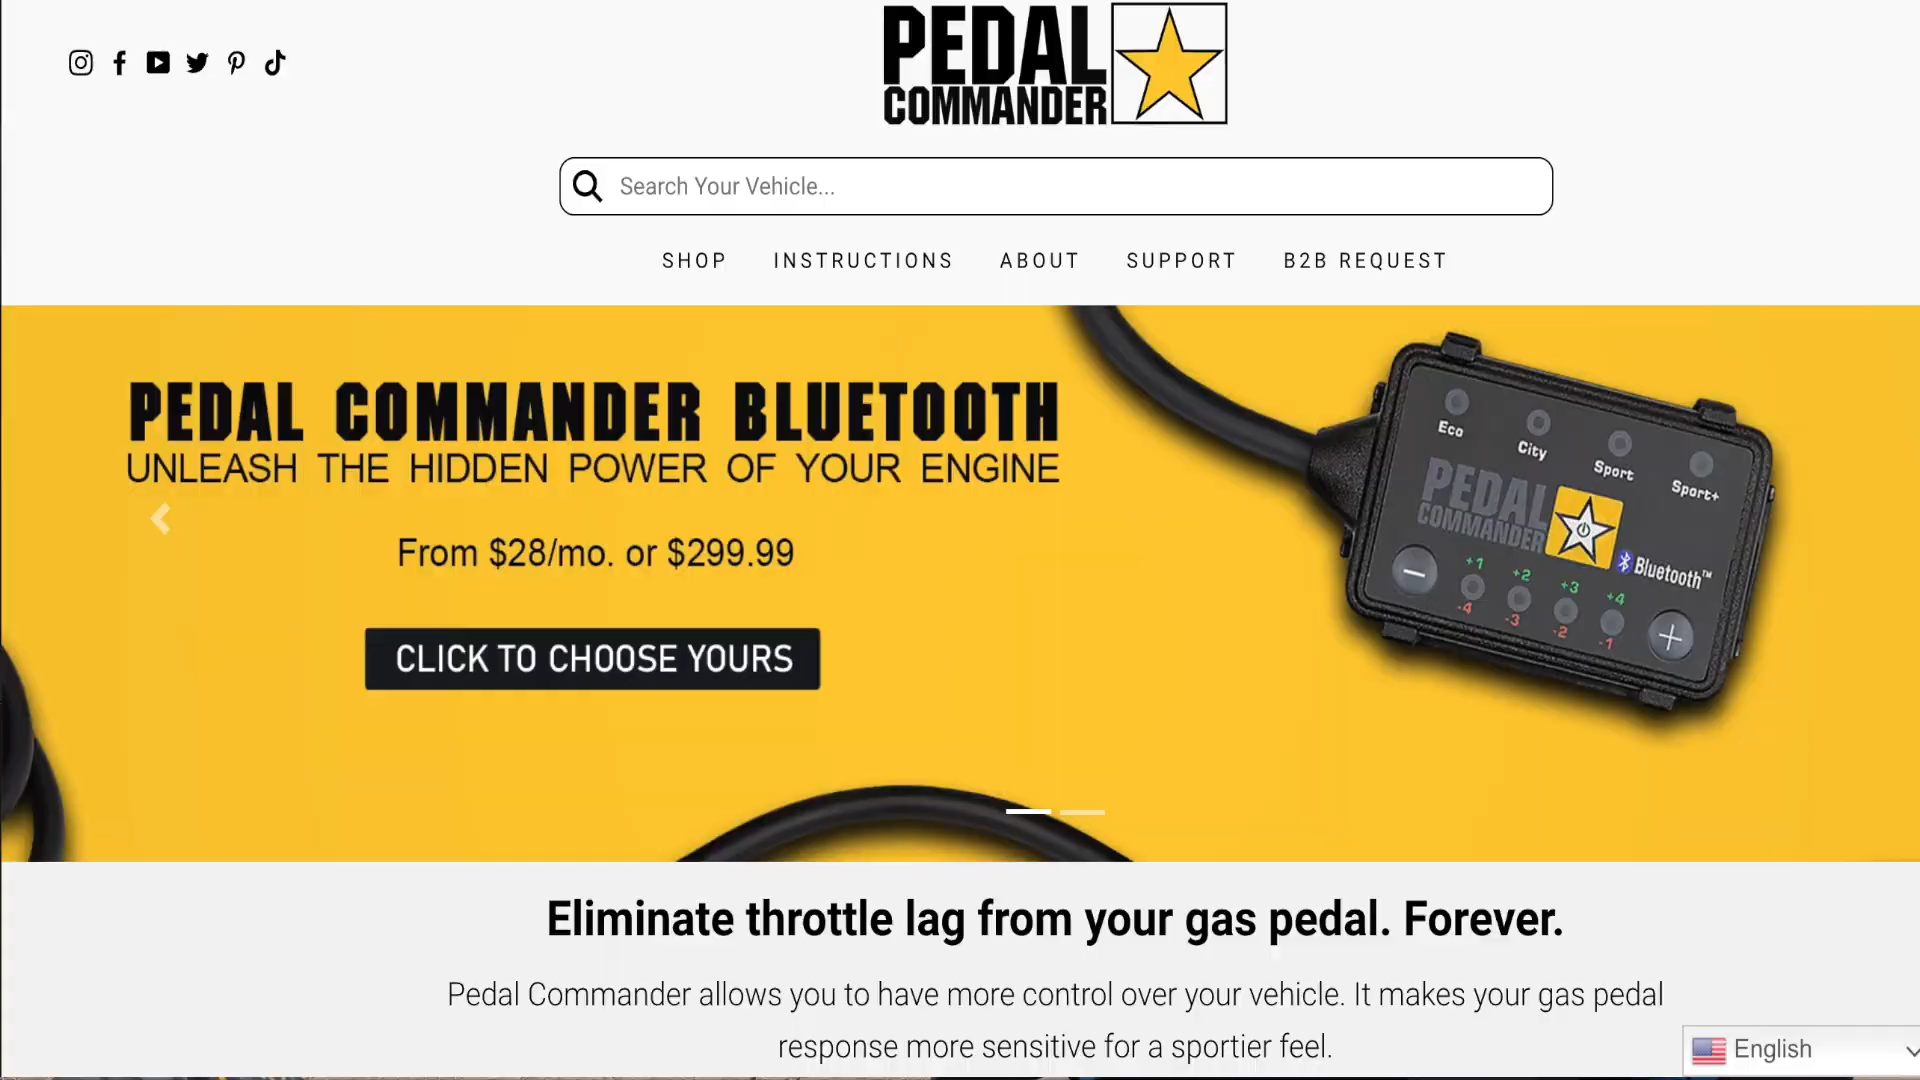 PEDAL
COMMANDER
Search Your Vehicle...
SHOP INSTRUCTIONS ABOUT SUPPORT B2B REQUEST
PEDAL COMMANDER BLUETOOTH
UNLEASH THE HIDDEN POWER OF YOUR ENGINE
From $28/mo. or $299.99
CLICK TO CHOOSE YOURS
Eco City Sport Sport+
PEDAL
COMMANDER
Bluetooth™
+1 +2 +3 +4
-4 -3 -2 -1
Eliminate throttle lag from your gas pedal. Forever.
Pedal Commander allows you to have more control over your vehicle. It makes your gas pedal
response more sensitive for a sportier feel.
English